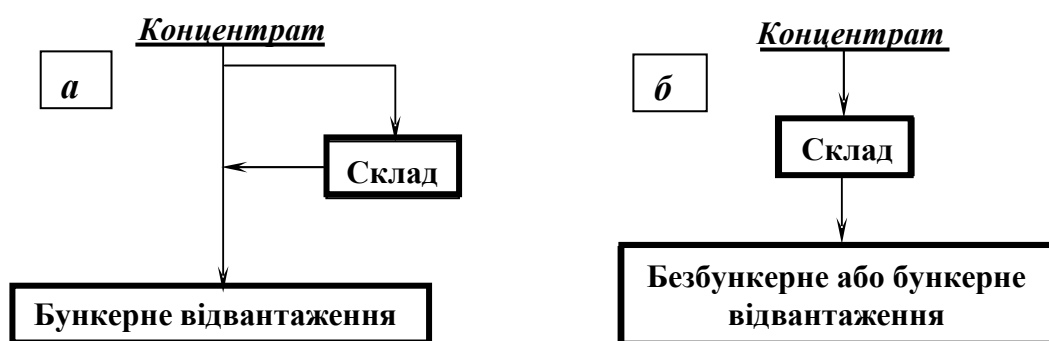 Концентрат
а
Склад
Бункерне відвантаження
Концентрат
б
Склад
Безбункерне або бункерне
відвантаження